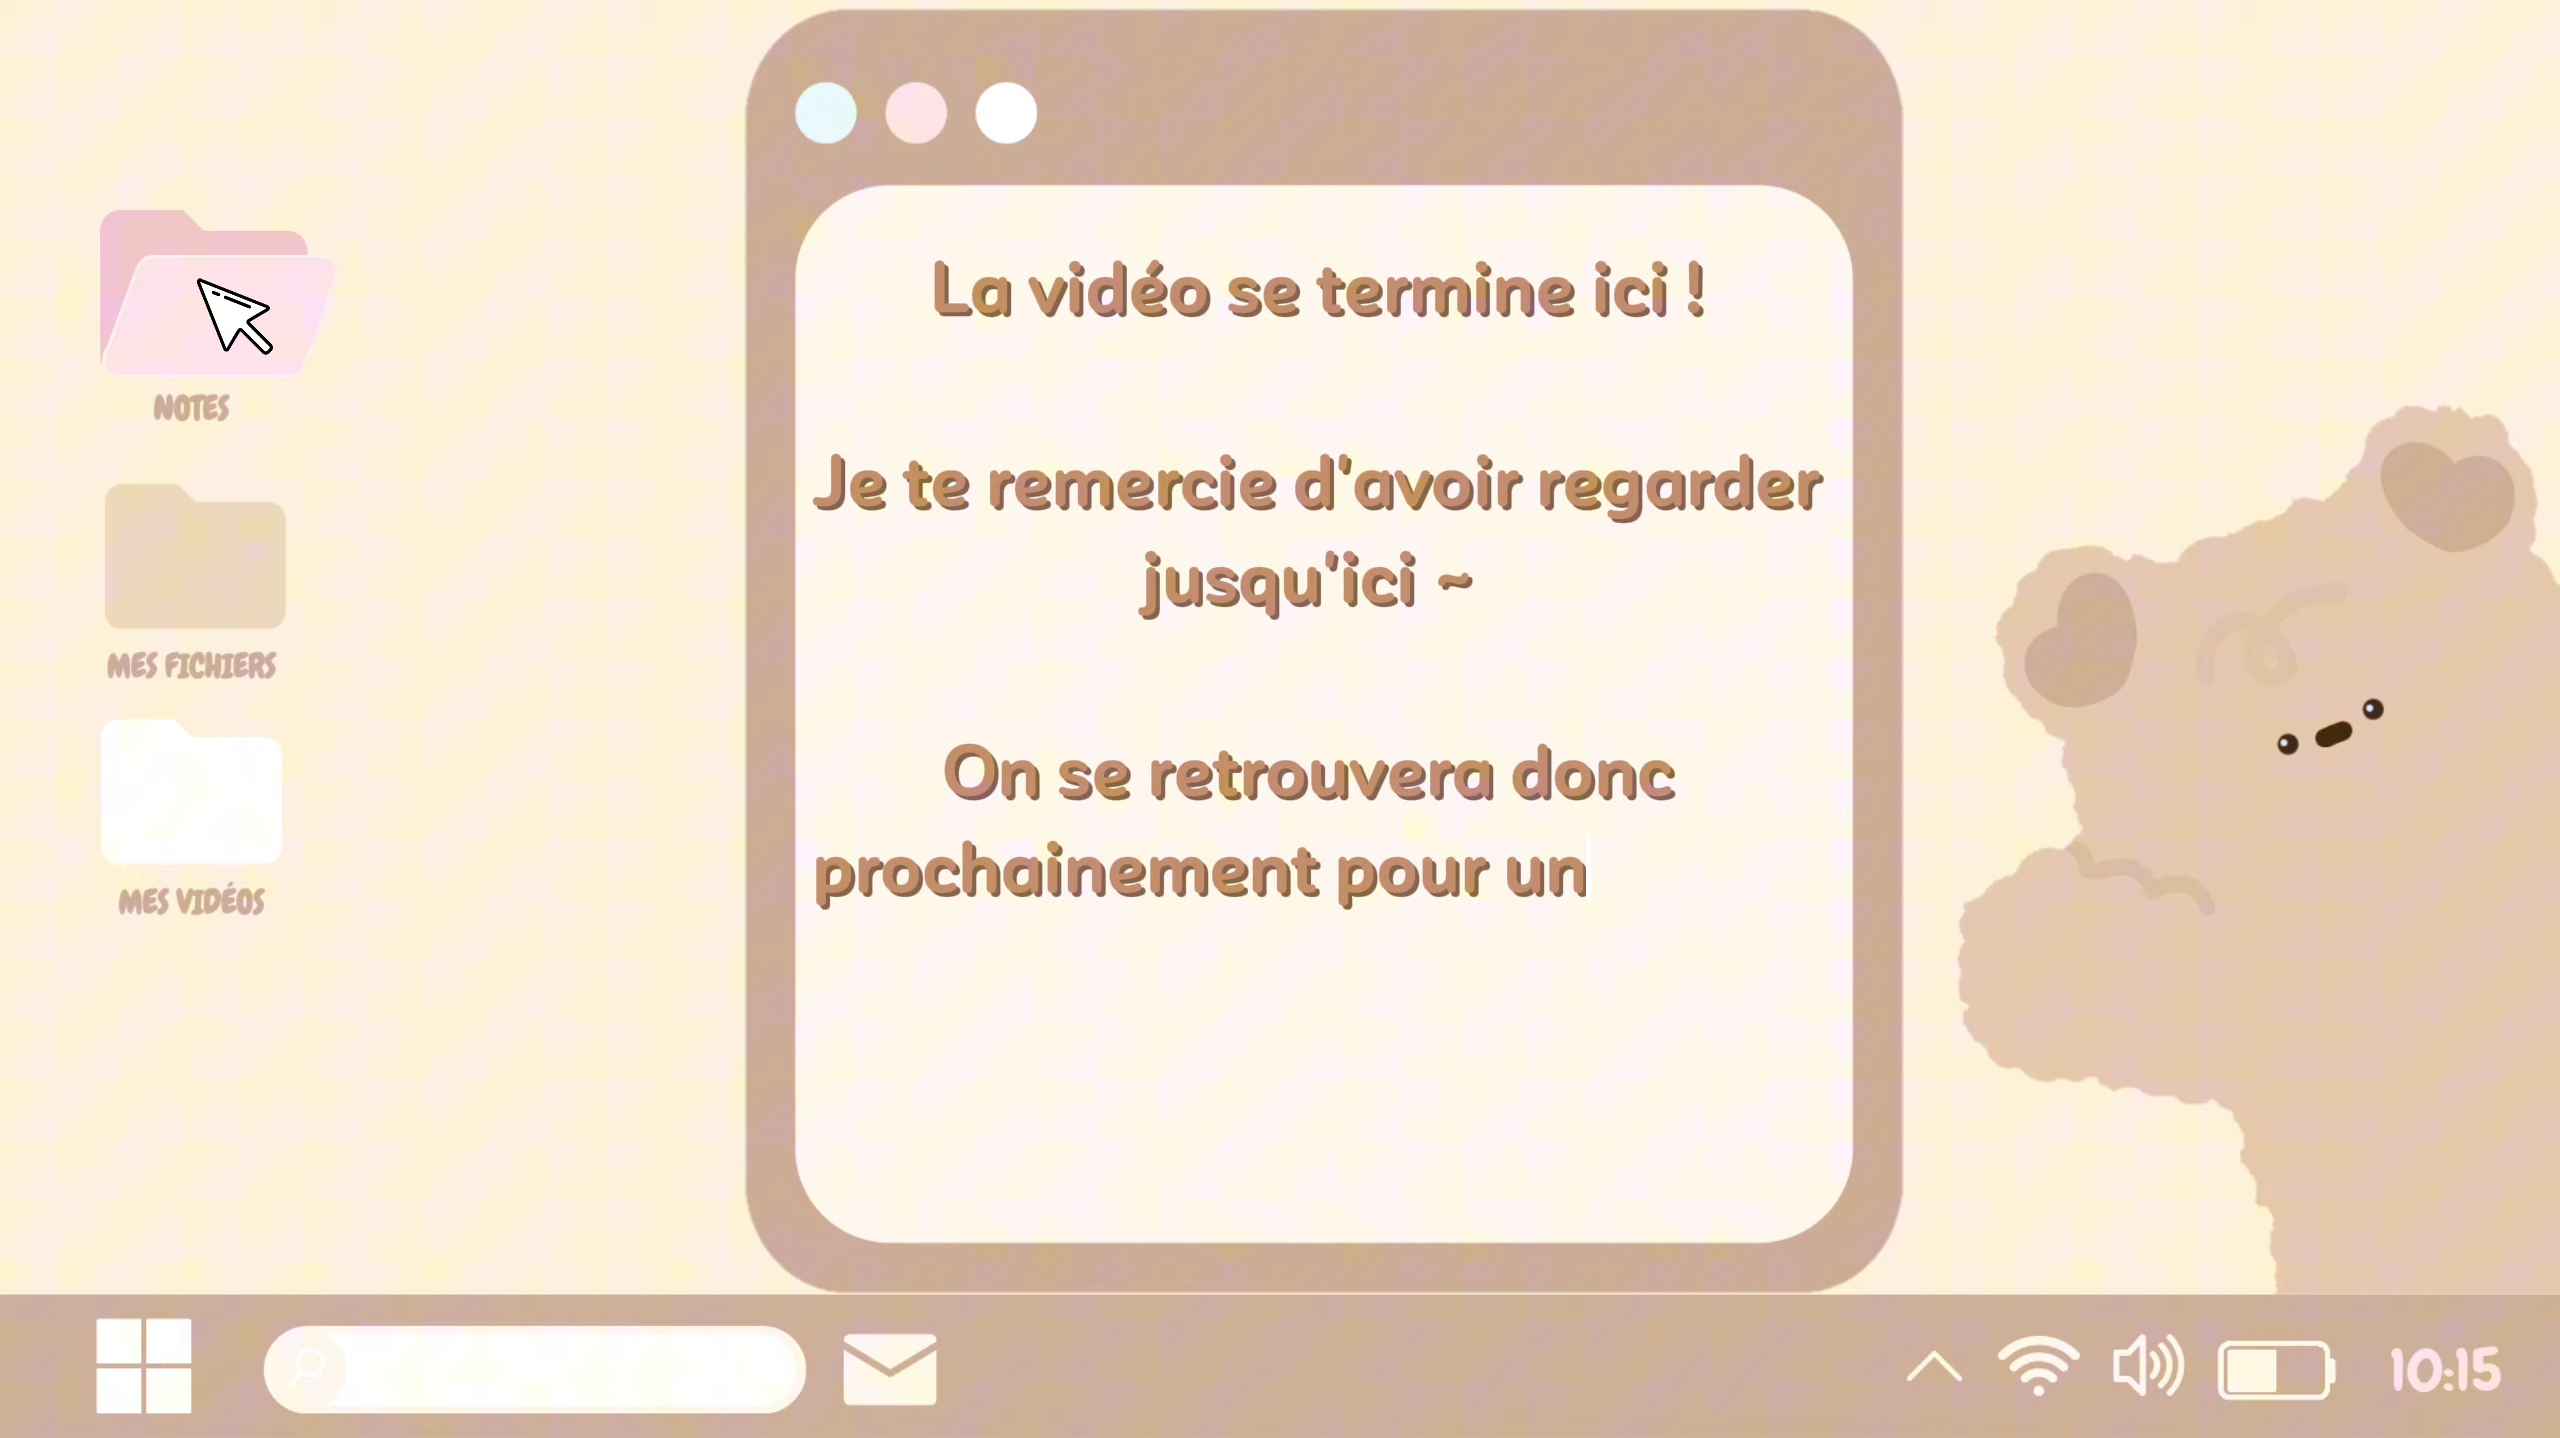 La vidéo se termine ici !
Je te remercie d'avoir regarder
jusqu'ici ~
On se retrouvera donc
prochainement pour un
NOTES
MES FICHIERS
MES VIDÉOS
10:15